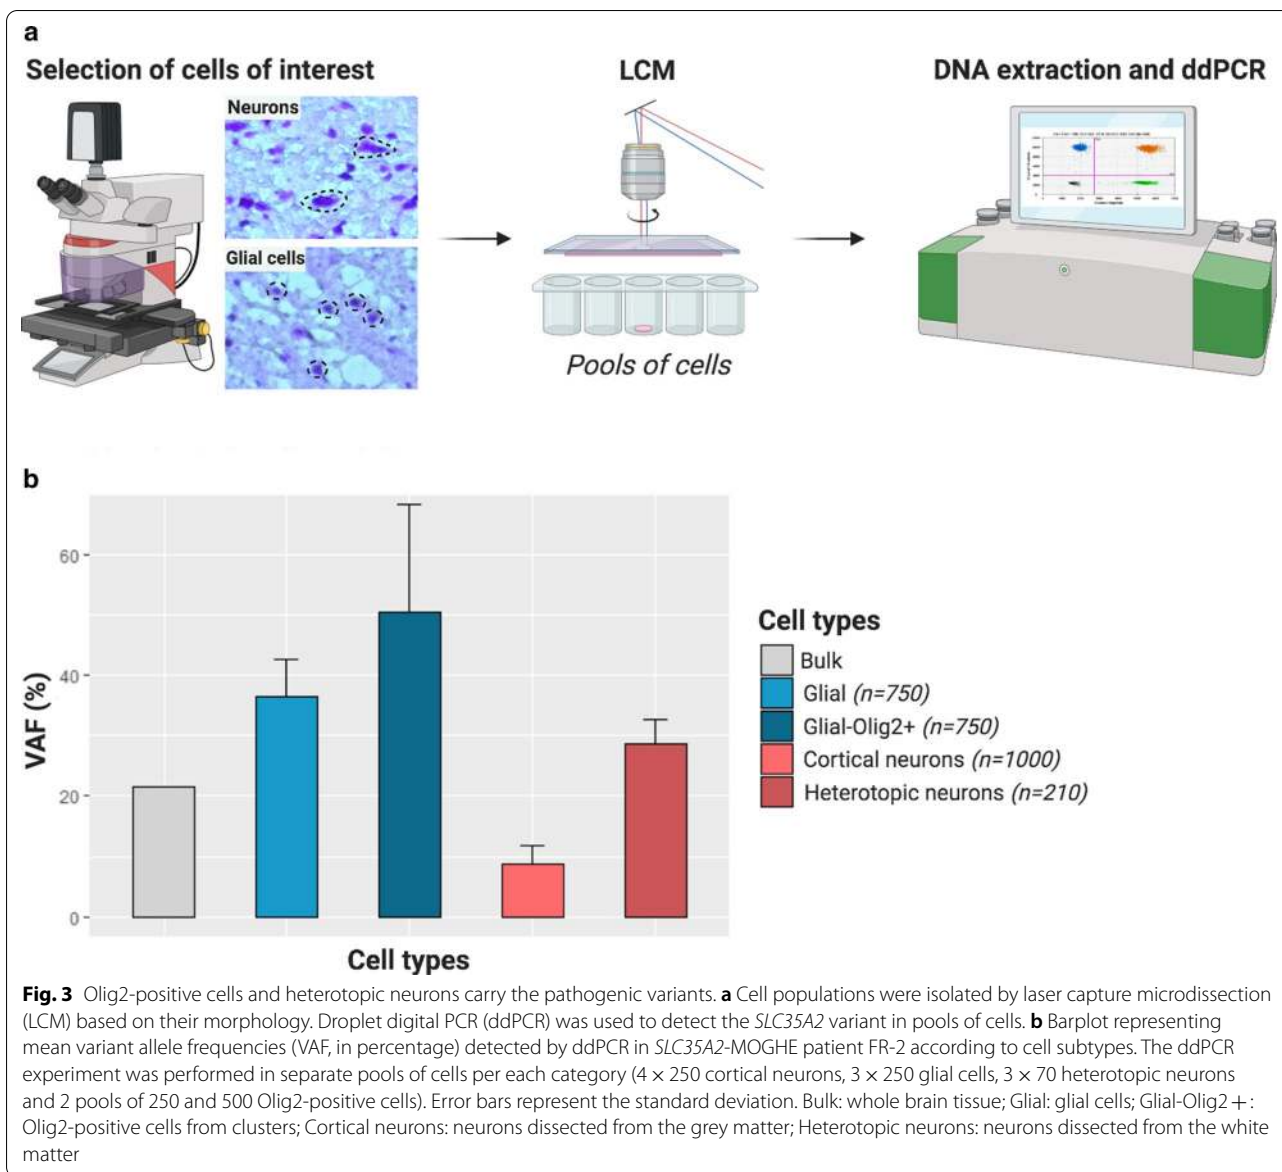 a
Selection of cells of interest
LCM
DNA extraction and ddPCR
Neurons
Glial cells
Pools of cells
b
60
40
20
0
VAF (%)
Cell types
Cell types
Bulk
Glial (n=750)
Glial-Olig2+ (n=750)
Cortical neurons (n=1000)
Heterotopic neurons (n=210)
Fig. 3 Olig2-positive cells and heterotopic neurons carry the pathogenic variants. a Cell populations were isolated by laser capture microdissection
(LCM) based on their morphology. Droplet digital PCR (ddPCR) was used to detect the SLC35A2 variant in pools of cells. b Barplot representing
mean variant allele frequencies (VAF, in percentage) detected by ddPCR in SLC35A2-MOGHE patient FR-2 according to cell subtypes. The ddPCR
experiment was performed in separate pools of cells per each category (4 × 250 cortical neurons, 3 × 250 glial cells, 3 × 70 heterotopic neurons
and 2 pools of 250 and 500 Olig2-positive cells). Error bars represent the standard deviation. Bulk: whole brain tissue; Glial: glial cells; Glial-Olig2+:
Olig2-positive cells from clusters; Cortical neurons: neurons dissected from the grey matter; Heterotopic neurons: neurons dissected from the white
matter